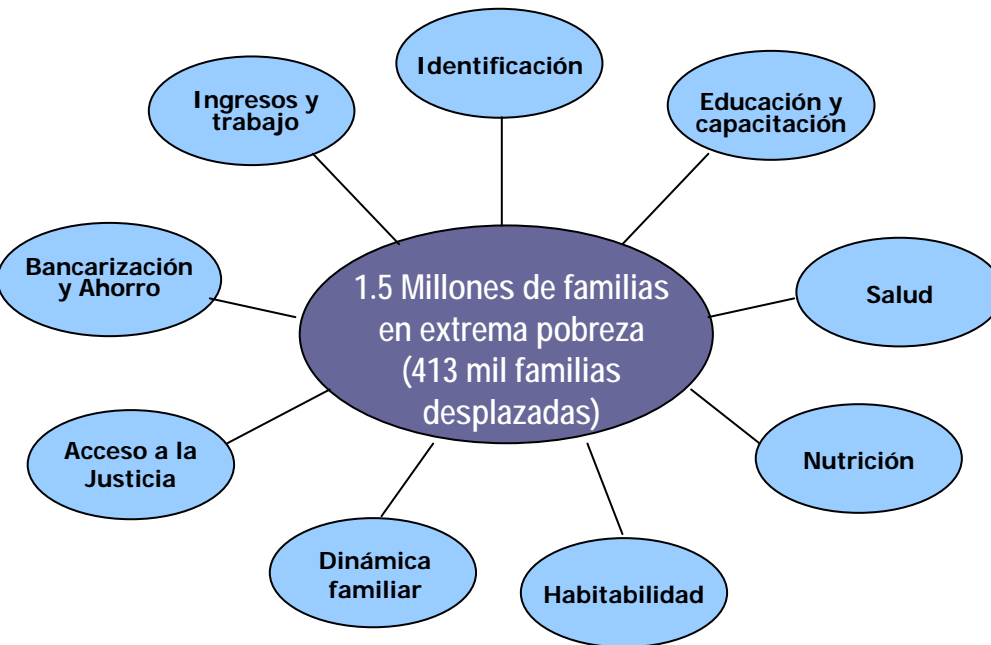 Identificación
Ingresos y
trabajo
Educación y
capacitación
Bancarización
y Ahorro
1.5 Millones de familias
en extrema pobreza
(413 mil familias
desplazadas)
Salud
Acceso a la
Justicia
Nutrición
Dinámica
familiar
Habitabilidad